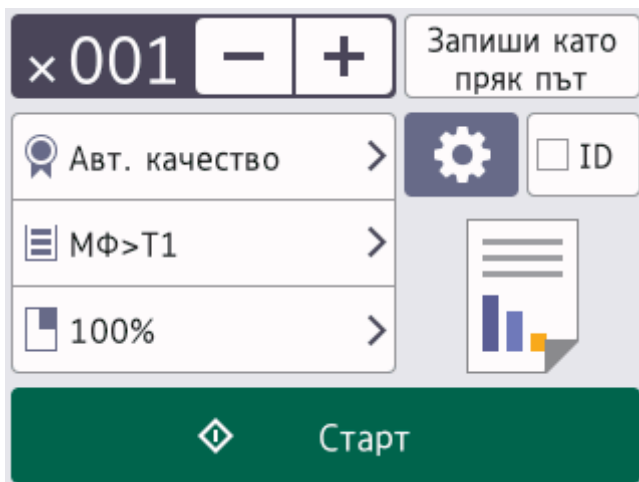 ×001 − +
Запиши като
пряк път
Авт. качество
ID
МФ>Т1
100%
Старт